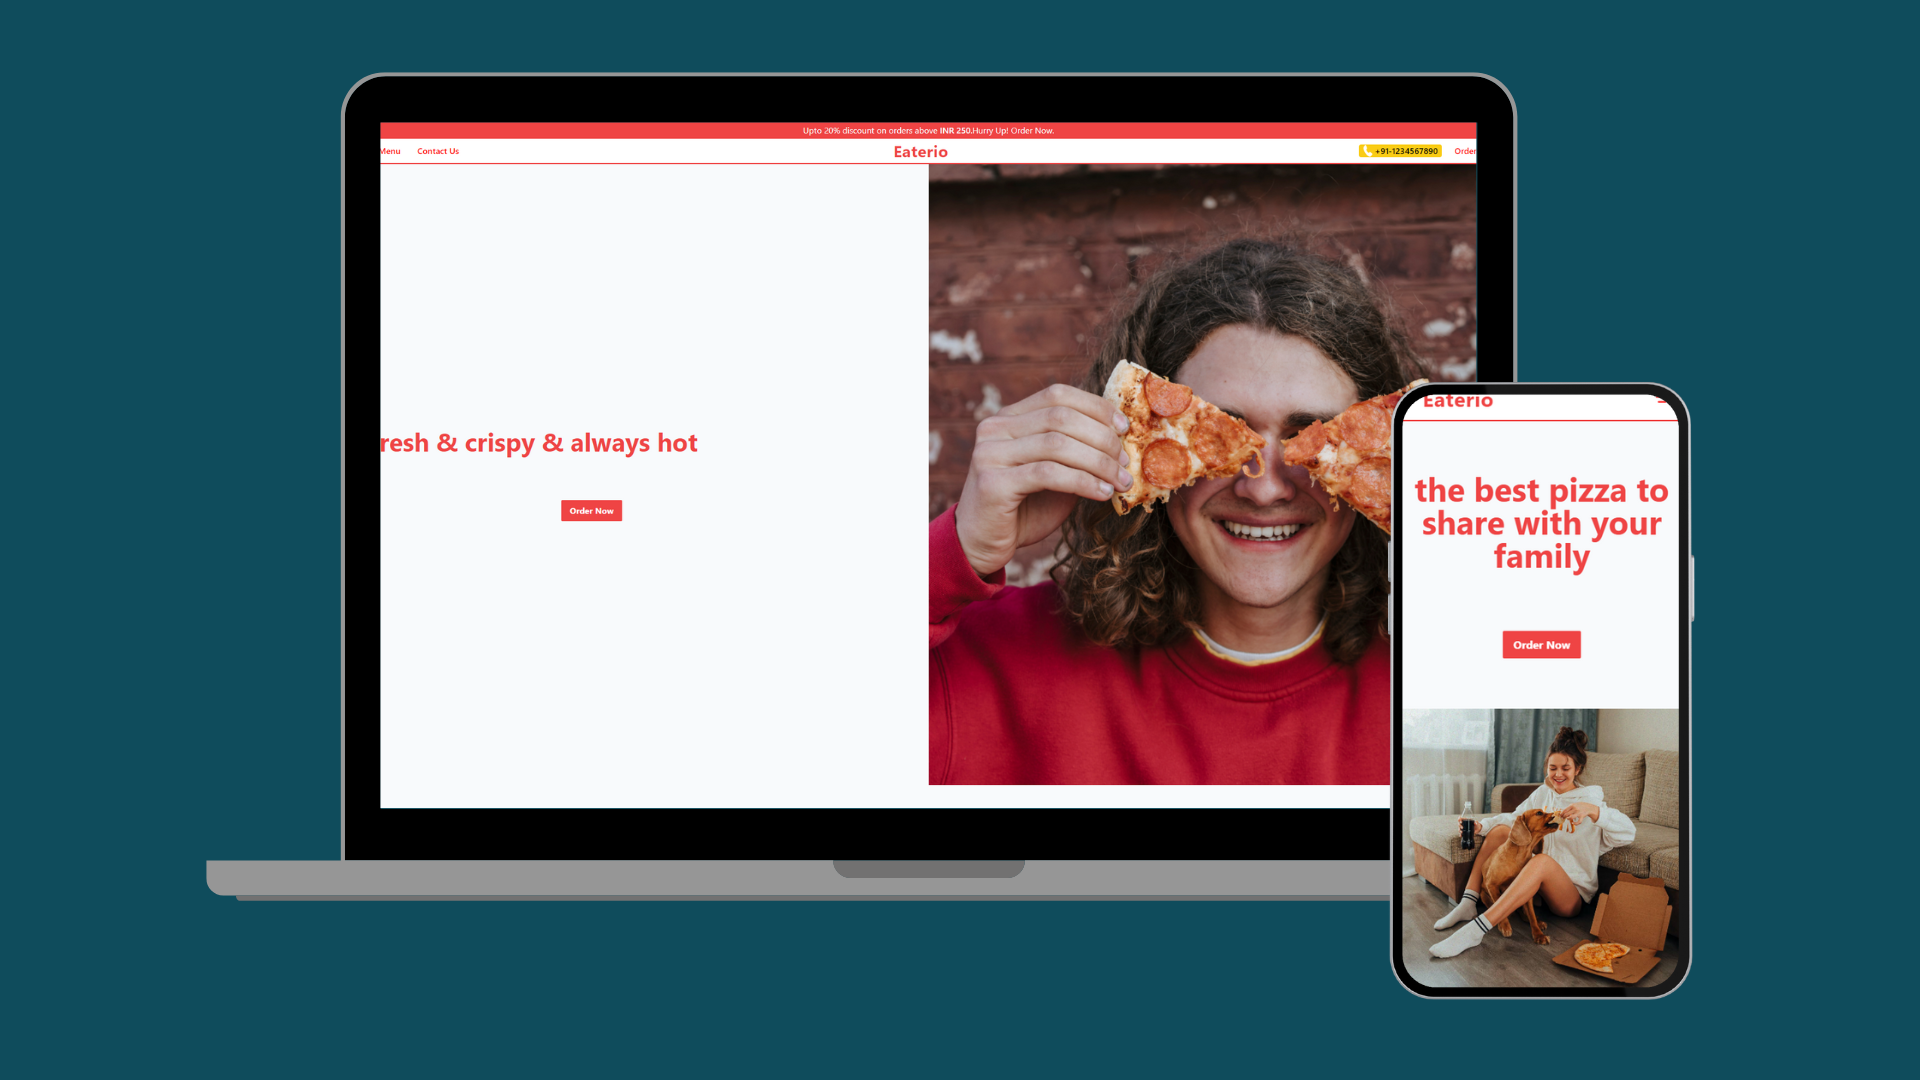 Upto 20% discount on orders above INR 250.Hurry Up! Order Now.
Menu Contact Us Eaterio +91-1234567890 Order
resh & crispy & always hot
Order Now
Eaterio
the best pizza to
share with your
family
Order Now